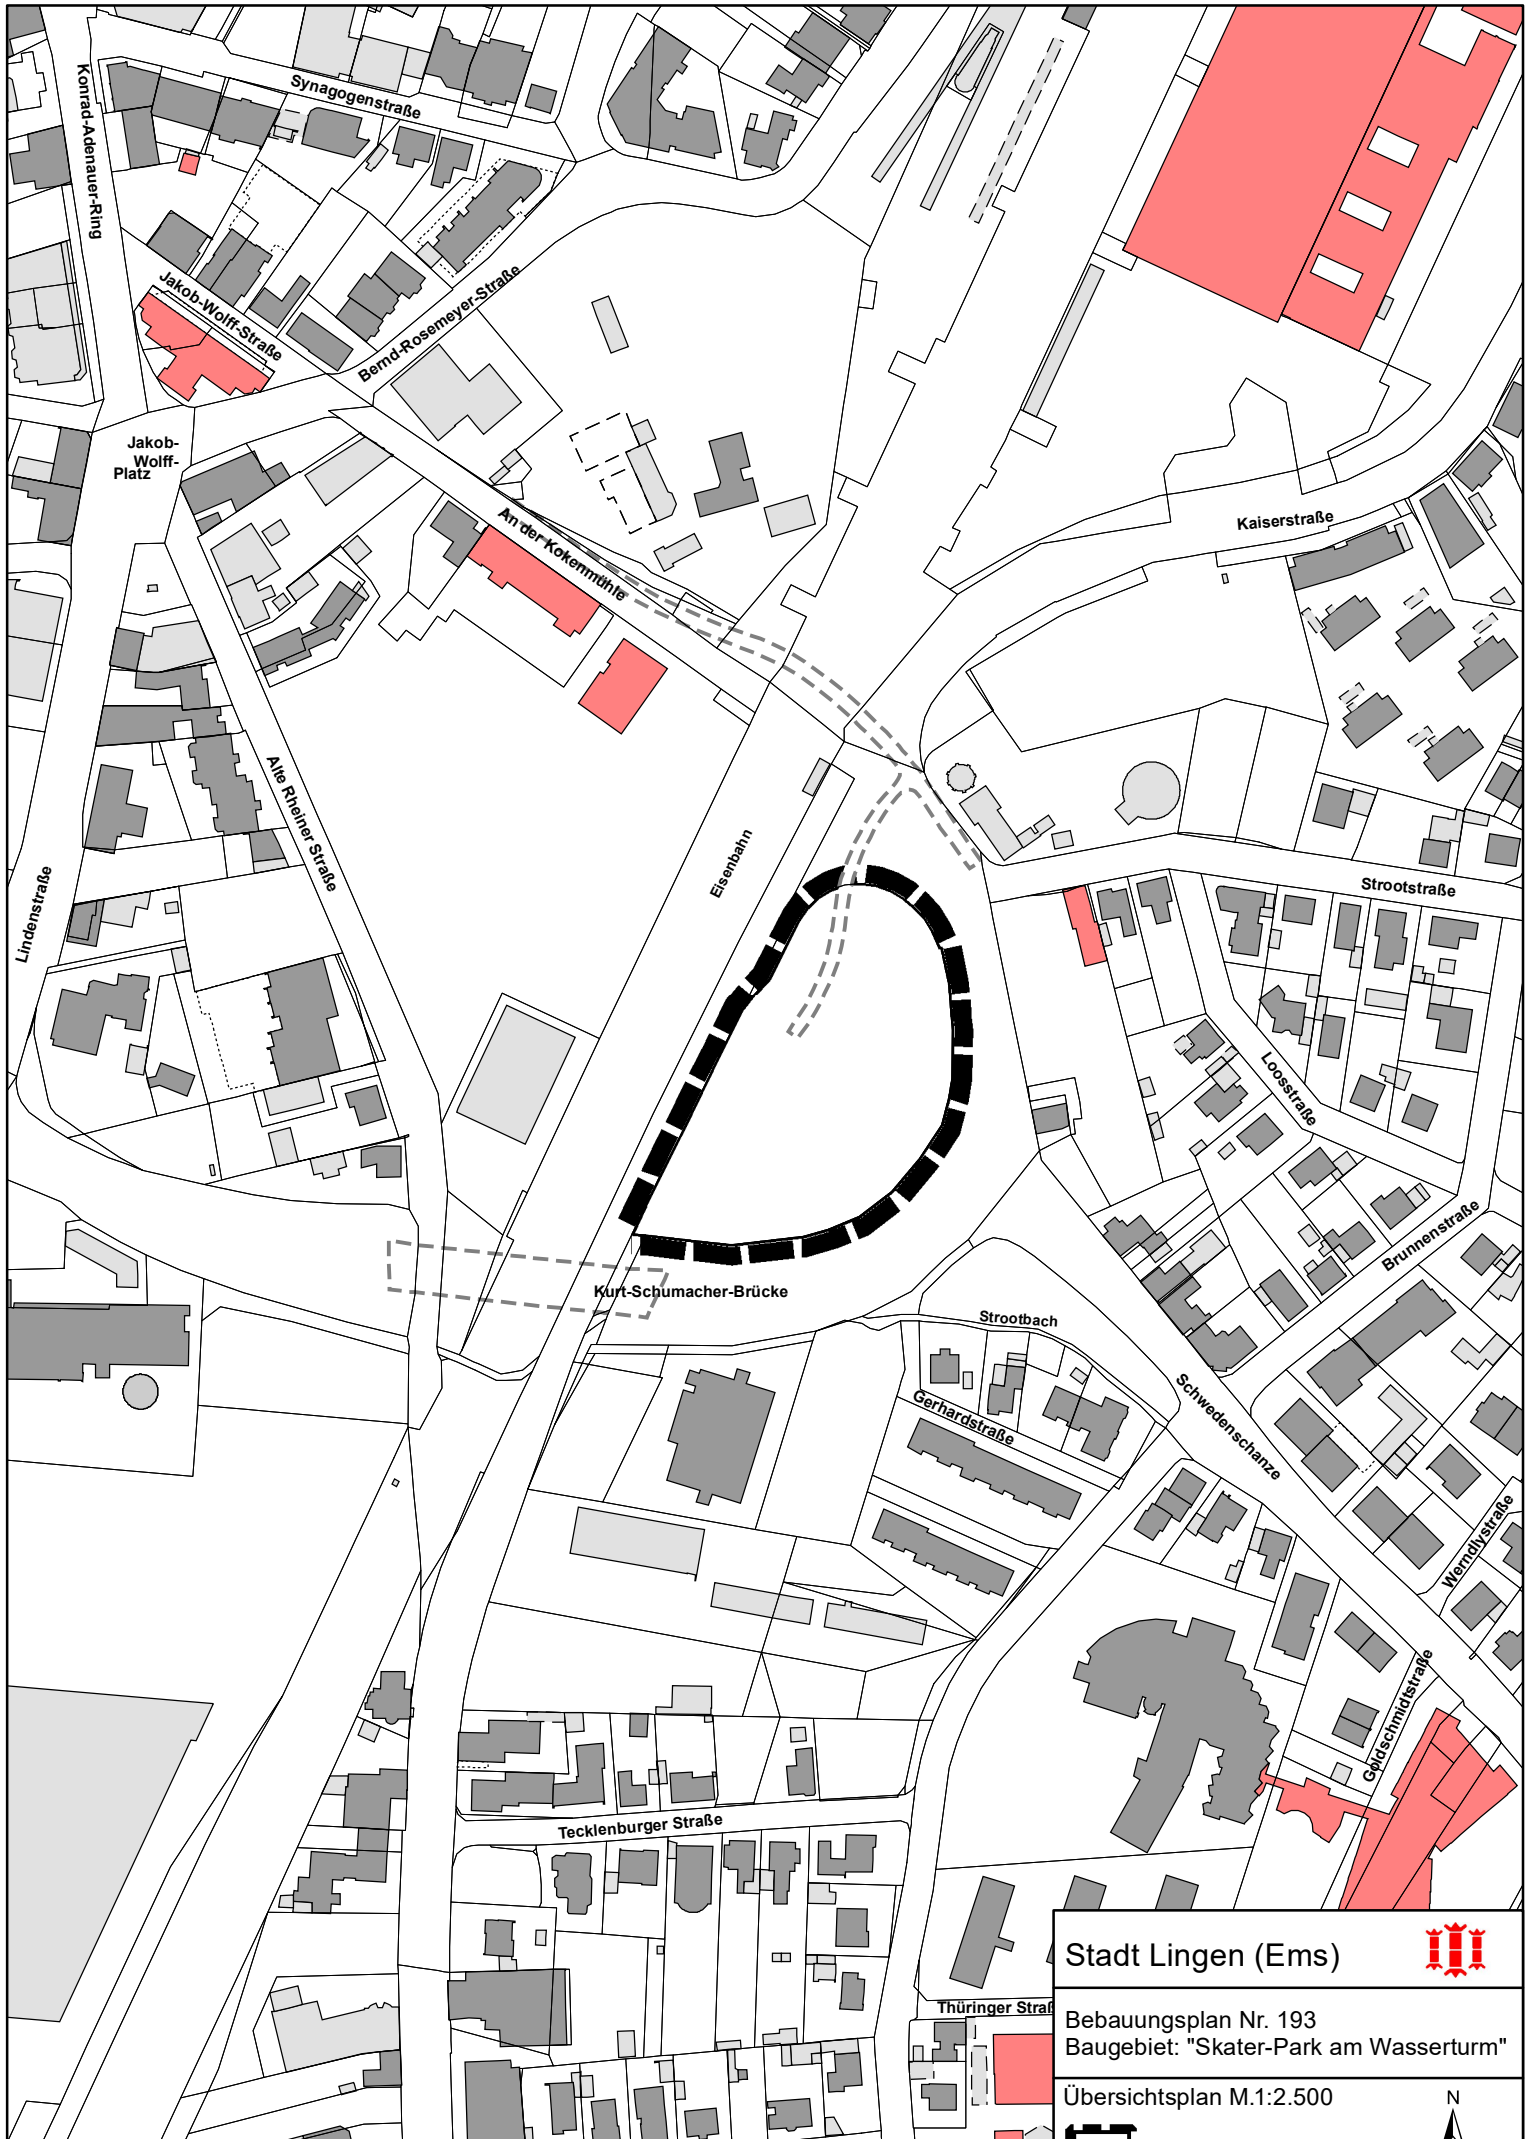 Synagogenstraße
Konrad-Adenauer-Ring
Jakob-Wolff-Straße
Bernd-Rosemeyer-Straße
Jakob-
Wolff-
Platz
An der Kokenmühle
Kaiserstraße
Alte Rheiner Straße
Eisenbahn
Lindenstraße
Strootstraße
Loosstraße
Brunnenstraße
Kurt-Schumacher-Brücke
Strootbach
Gerhardstraße
Schwedenschanze
Werndlystraße
Goldschmidtstraße
Tecklenburger Straße
Thüringer Straß
Stadt Lingen (Ems)
Bebauungsplan Nr. 193
Baugebiet: "Skater-Park am Wasserturm"
Übersichtsplan M.1:2.500
N